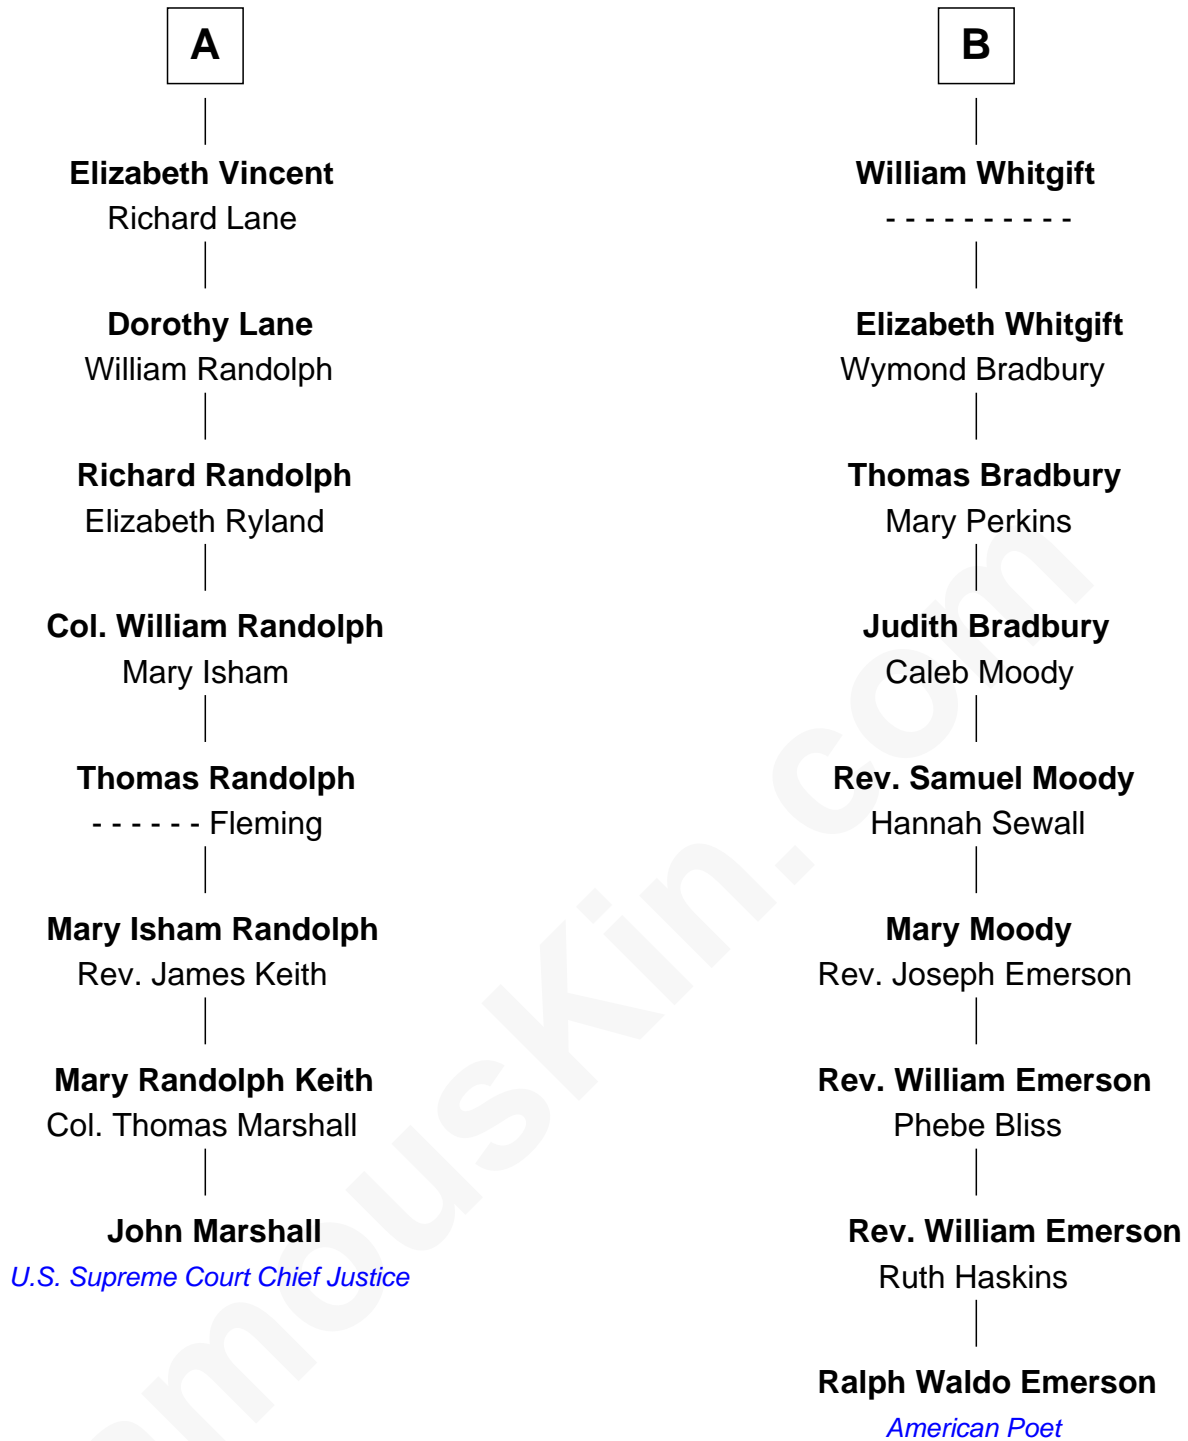 A
Elizabeth Vincent
Richard Lane
Dorothy Lane
William Randolph
Richard Randolph
Elizabeth Ryland
Col. William Randolph
Mary Isham
Thomas Randolph
- - - - - - Fleming
Mary Isham Randolph
Rev. James Keith
Mary Randolph Keith
Col. Thomas Marshall
John Marshall
U.S. Supreme Court Chief Justice
B
William Whitgift
- - - - - - - - - -
Elizabeth Whitgift
Wymond Bradbury
Thomas Bradbury
Mary Perkins
Judith Bradbury
Caleb Moody
Rev. Samuel Moody
Hannah Sewall
Mary Moody
Rev. Joseph Emerson
Rev. William Emerson
Phebe Bliss
Rev. William Emerson
Ruth Haskins
Ralph Waldo Emerson
American Poet
amouskin.com